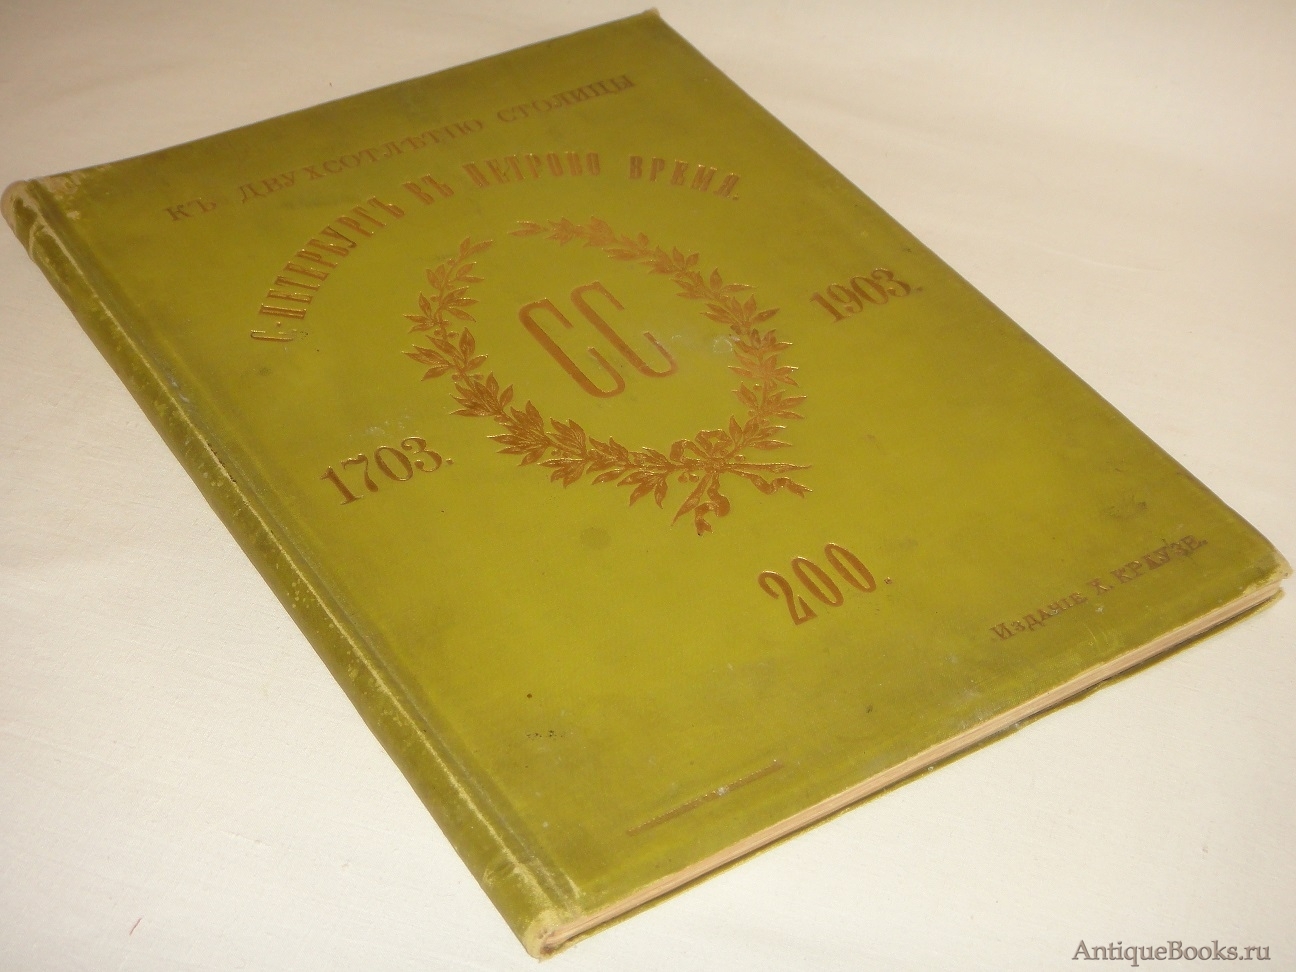 КЪ ДВУХСОТЛѢТІЮ СТОЛИЦЫ
С.-ПЕТЕРБУРГЪ ВЪ ПЕТРОВО ВРЕМЯ.
СС
1703.
1903.
200.
ИЗДАНІЕ Х КРАУЗЕ.
AntiqueBooks.ru